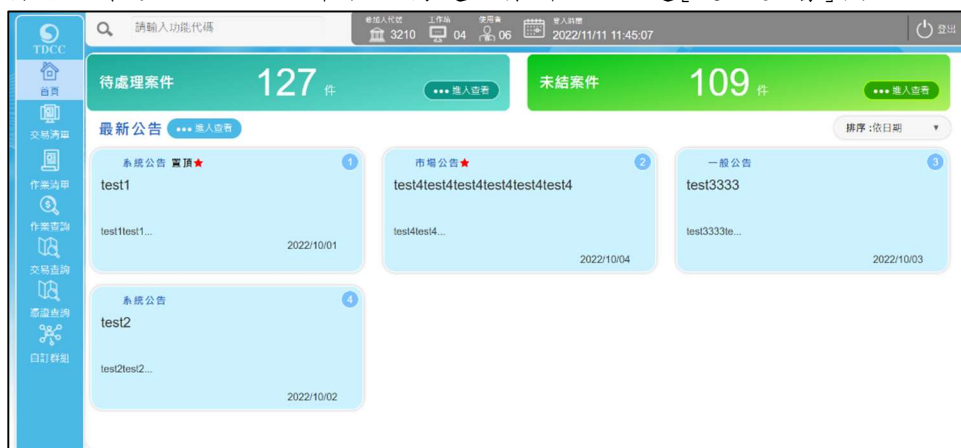 TDCC
請輸入功能代碼
參加人代號 3210
工作站 04
使用者 06
登入時間 2022/11/11 11:45:07
登出
首頁
交易清單
作業清單
作業查詢
交易查詢
憑證查詢
自訂群組
待處理案件 127 件 ●●● 進入查看
未結案件 109 件 ●●● 進入查看
最新公告 ●●● 進入查看
排序 :依日期 ▼
系統公告 置頂★ 1
test1
test1test1...
2022/10/01
市場公告★ 2
test4test4test4test4test4test4
test4test4...
2022/10/04
一般公告 3
test3333
test3333te...
2022/10/03
系統公告 4
test2
test2test2...
2022/10/02